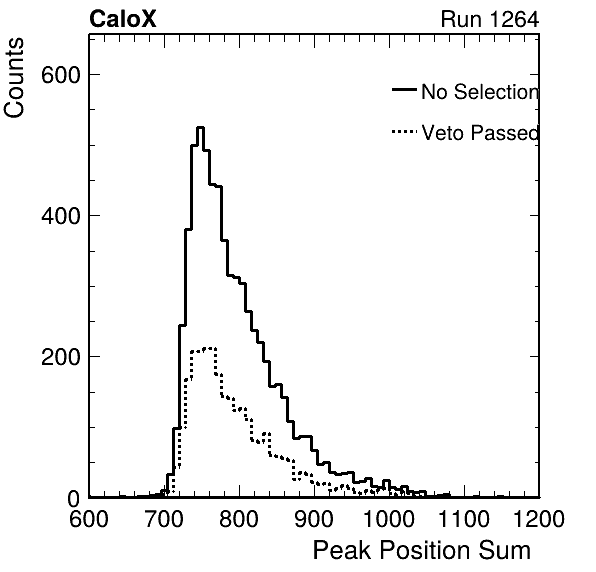 CaloX Run 1264
Counts
600
No Selection
Veto Passed
400
200
0
600 700 800 900 1000 1100 1200
Peak Position Sum